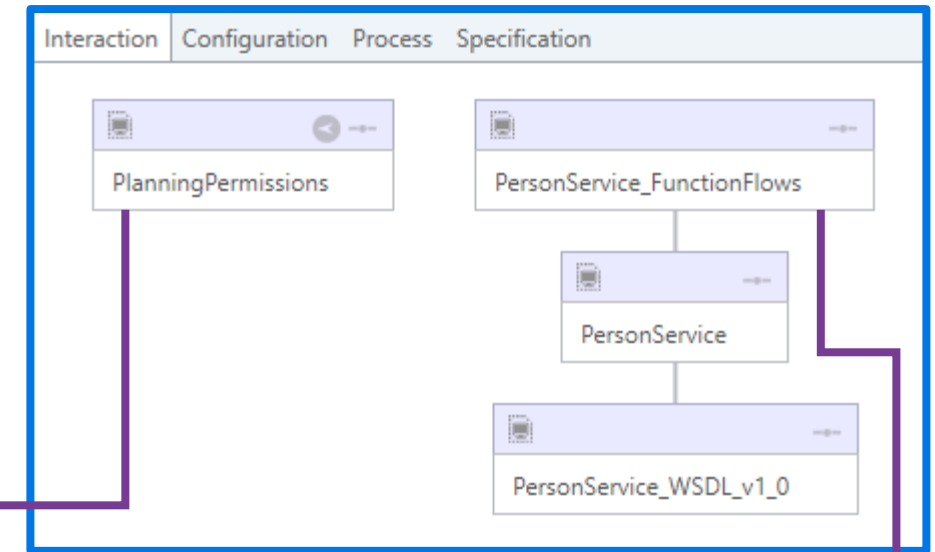 Interaction Configuration Process Specification
PlanningPermissions
PersonService_FunctionFlows
PersonService
PersonService_WSDL_v1_0